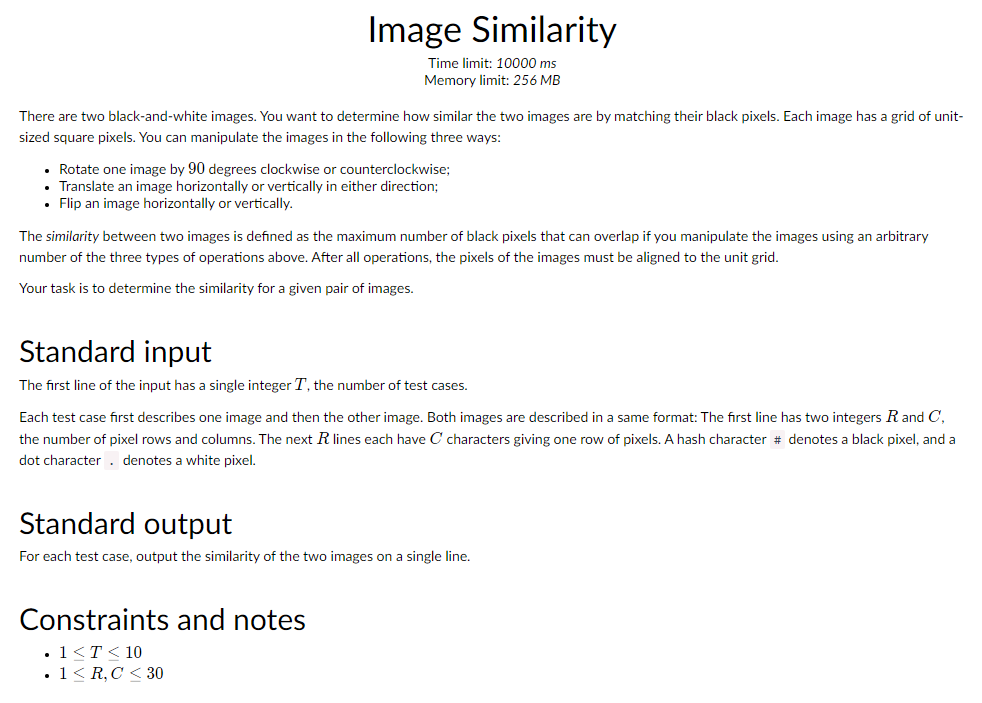 Image Similarity
Time limit: 10000 ms
Memory limit: 256 MB
There are two black-and-white images. You want to determine how similar the two images are by matching their black pixels. Each image has a grid of unit-
sized square pixels. You can manipulate the images in the following three ways:
• Rotate one image by 90 degrees clockwise or counterclockwise;
• Translate an image horizontally or vertically in either direction;
• Flip an image horizontally or vertically.
The similarity between two images is defined as the maximum number of black pixels that can overlap if you manipulate the images using an arbitrary
number of the three types of operations above. After all operations, the pixels of the images must be aligned to the unit grid.
Your task is to determine the similarity for a given pair of images.
Standard input
The first line of the input has a single integer T, the number of test cases.
Each test case first describes one image and then the other image. Both images are described in a same format: The first line has two integers R and C,
the number of pixel rows and columns. The next R lines each have C characters giving one row of pixels. A hash character # denotes a black pixel, and a
dot character . denotes a white pixel.
Standard output
For each test case, output the similarity of the two images on a single line.
Constraints and notes
• 1 ≤ T ≤ 10
• 1 ≤ R, C ≤ 30